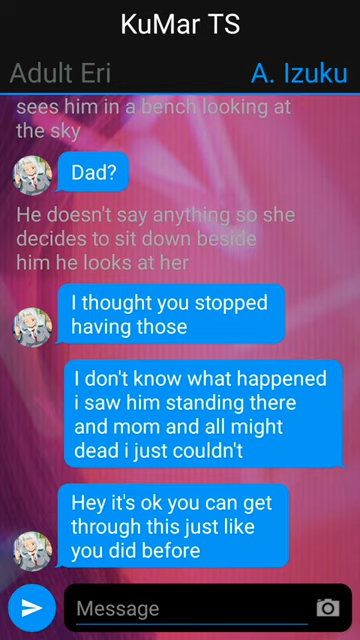 KuMar TS
Adult Eri
A. Izuku
sees him in a bench looking at
the sky
Dad?
He doesn't say anything so she
decides to sit down beside
him he looks at her
I thought you stopped
having those
I don't know what happened
i saw him standing there
and mom and all might
dead i just couldn't
Hey it's ok you can get
through this just like
you did before
Message